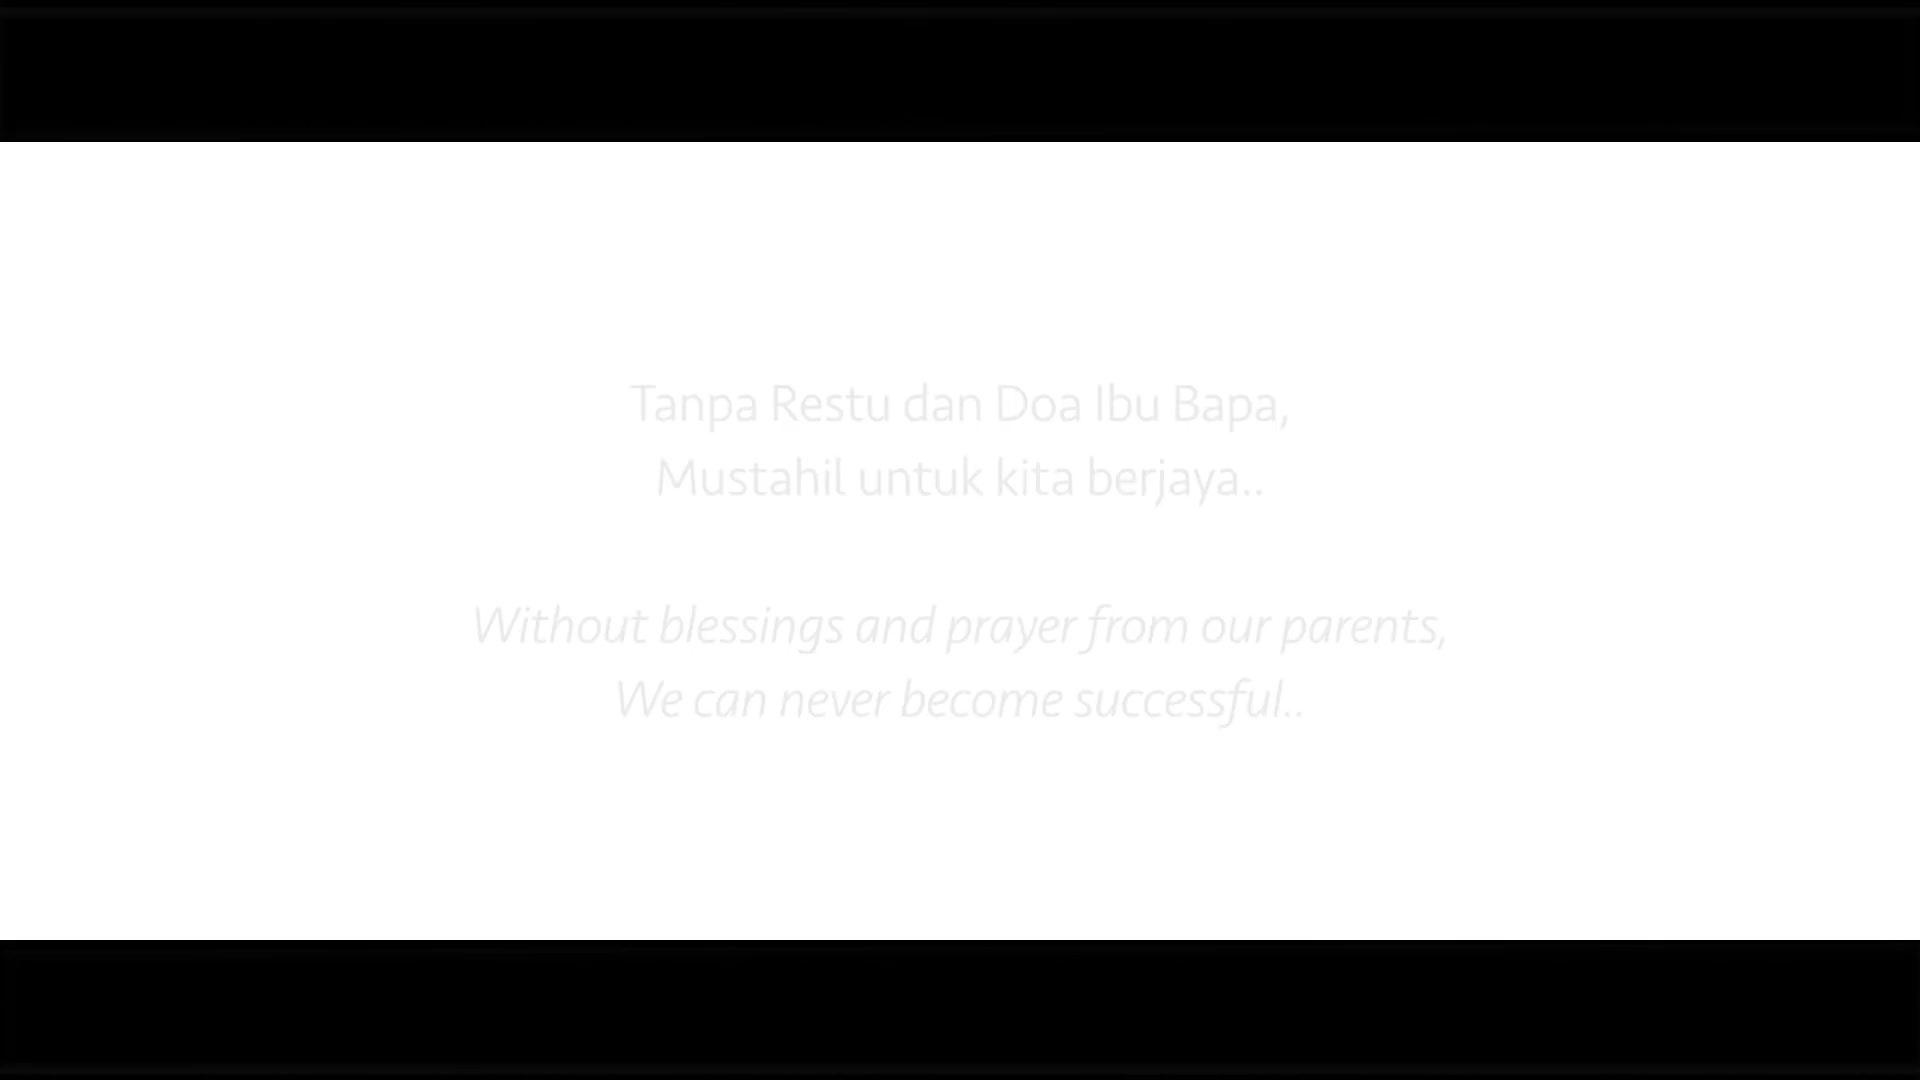 Tanpa Restu dan Doa Ibu Bapa,
Mustahil untuk kita berjaya..
Without blessings and prayer from our parents,
We can never become successful..